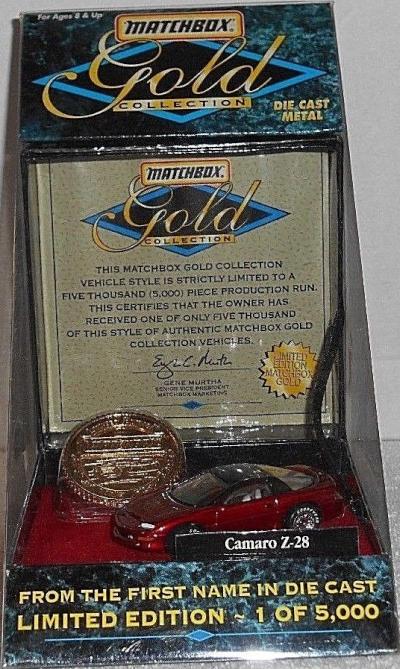 For Ages 8 & Up
MATCHBOX
Gold
COLLECTION
DIE CAST
METAL
MATCHBOX
Gold
COLLECTION
THIS MATCHBOX GOLD COLLECTION
VEHICLE STYLE IS STRICTLY LIMITED TO A
FIVE THOUSAND (5,000) PIECE PRODUCTION RUN.
THIS CERTIFIES THAT THE OWNER HAS
RECEIVED ONE OF ONLY FIVE THOUSAND
OF THIS STYLE OF AUTHENTIC MATCHBOX GOLD
COLLECTION VEHICLES.
GENE MURTHA
SENIOR VICE PRESIDENT
MATCHBOX MARKETING
LIMITED
EDITION
MATCHBOX
GOLD
Camaro Z-28
FROM THE FIRST NAME IN DIE CAST
LIMITED EDITION ~ 1 OF 5,000